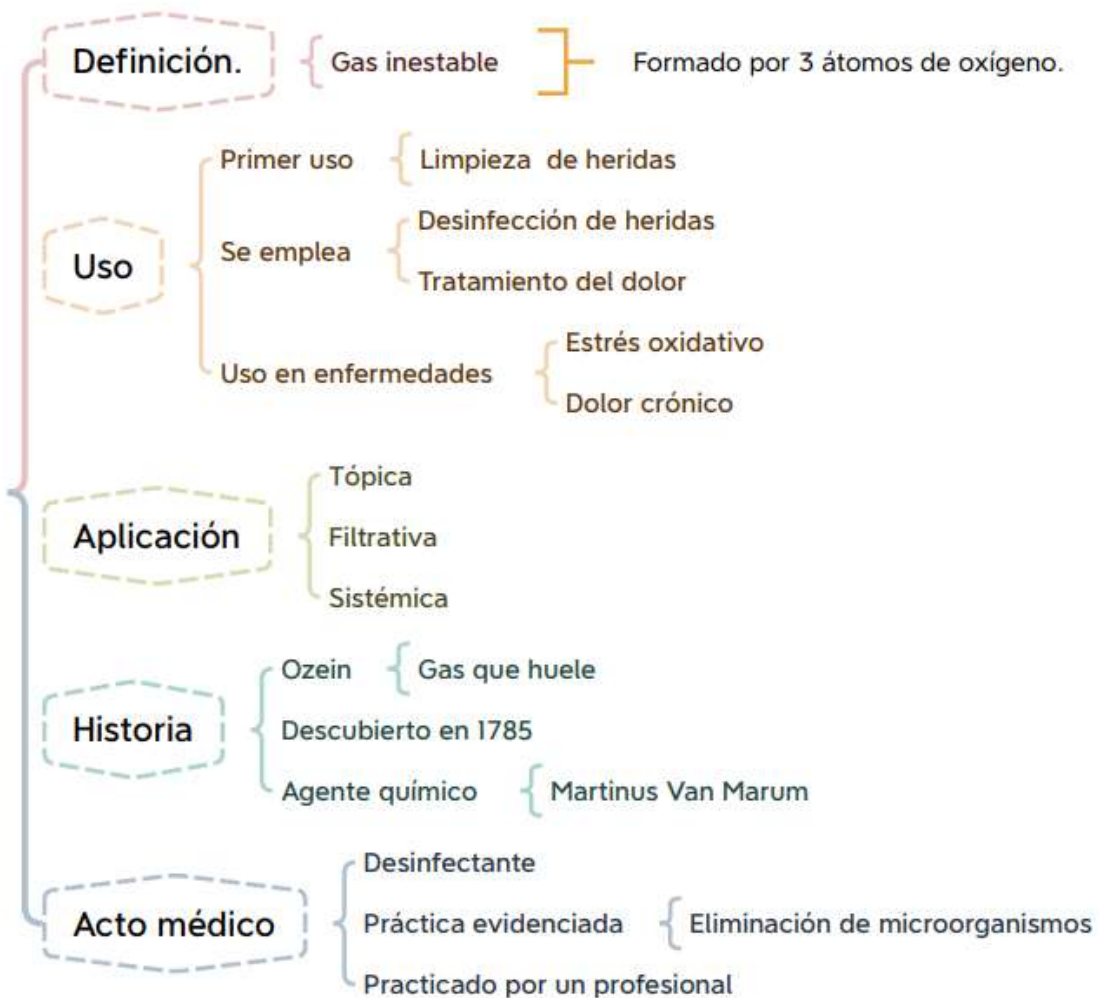 Definición.
Gas inestable
Formado por 3 átomos de oxígeno.
Uso
Primer uso
Limpieza de heridas
Se emplea
Desinfección de heridas
Tratamiento del dolor
Uso en enfermedades
Estrés oxidativo
Dolor crónico
Aplicación
Tópica
Filtrativa
Sistémica
Historia
Ozein
Gas que huele
Descubierto en 1785
Agente químico
Martinus Van Marum
Acto médico
Desinfectante
Práctica evidenciada
Eliminación de microorganismos
Practicado por un profesional